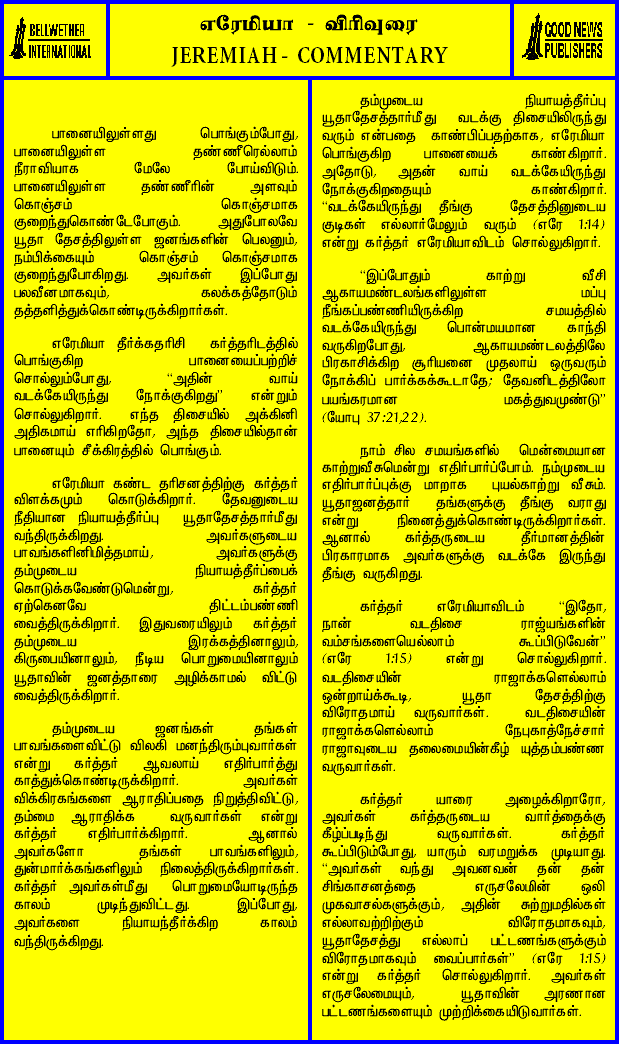 BELLWETHER
INTERNATIONAL
எரேமியா - விரிவுரை
JEREMIAH - COMMENTARY
GOOD NEWS
PUBLISHERS
பானையிலுள்ளது பொங்கும்போது,
பானையிலுள்ள தண்ணீரெல்லாம்
நீராவியாக மேலே போய்விடும்.
பானையிலுள்ள தண்ணீரின் அளவும்
கொஞ்சம் கொஞ்சமாக
குறைந்துகொண்டேபோகும். அதுபோலவே
யூதா தேசத்திலுள்ள ஜனங்களின் பெலனும்,
நம்பிக்கையும் கொஞ்சம் கொஞ்சமாக
குறைந்துபோகிறது. அவர்கள் இப்போது
பலவீனமாகவும், கலக்கத்தோடும்
தத்தளித்துக்கொண்டிருக்கிறார்கள்.
எரேமியா தீர்க்கதரிசி கர்த்தரிடத்தில்
பொங்குகிற பானையைப்பற்றிச்
சொல்லும்போது, “அதின் வாய்
வடக்கேயிருந்து நோக்குகிறது” என்றும்
சொல்லுகிறார். எந்த திசையில் அக்கினி
அதிகமாய் எரிகிறதோ, அந்த திசையில்தான்
பானையும் சீக்கிரத்தில் பொங்கும்.
எரேமியா கண்ட தரிசனத்திற்கு கர்த்தர்
விளக்கமும் கொடுக்கிறார். தேவனுடைய
நீதியான நியாயத்தீர்ப்பு யூதாதேசத்தார்மீது
வந்திருக்கிறது. அவர்களுடைய
பாவங்களினிமித்தமாய், அவர்களுக்கு
தம்முடைய நியாயத்தீர்ப்பைக்
கொடுக்கவேண்டுமென்று, கர்த்தர்
ஏற்கெனவே திட்டம்பண்ணி
வைத்திருக்கிறார். இதுவரையிலும் கர்த்தர்
தம்முடைய இரக்கத்தினாலும்,
கிருபையினாலும், நீடிய பொறுமையினாலும்
யூதாவின் ஜனத்தாரை அழிக்காமல் விட்டு
வைத்திருக்கிறார்.
தம்முடைய ஜனங்கள் தங்கள்
பாவங்களைவிட்டு விலகி மனந்திரும்புவார்கள்
என்று கர்த்தர் ஆவலாய் எதிர்பார்த்து
காத்துக்கொண்டிருக்கிறார். அவர்கள்
விக்கிரகங்களை ஆராதிப்பதை நிறுத்திவிட்டு,
தம்மை ஆராதிக்க வருவார்கள் என்று
கர்த்தர் எதிர்பார்க்கிறார். ஆனால்
அவர்களோ தங்கள் பாவங்களிலும்,
துன்மார்க்கங்களிலும் நிலைத்திருக்கிறார்கள்.
கர்த்தர் அவர்கள்மீது பொறுமையோடிருந்த
காலம் முடிந்துவிட்டது. இப்போது,
அவர்களை நியாயந்தீர்க்கிற காலம்
வந்திருக்கிறது.
தம்முடைய நியாயத்தீர்ப்பு
யூதாதேசத்தார்மீது வடக்கு திசையிலிருந்து
வரும் என்பதை காண்பிப்பதற்காக, எரேமியா
பொங்குகிற பானையைக் காண்கிறார்.
அதோடு, அதன் வாய் வடக்கேயிருந்து
நோக்குகிறதையும் காண்கிறார்.
“வடக்கேயிருந்து தீங்கு தேசத்தினுடைய
குடிகள் எல்லார்மேலும் வரும் (எரே 1:14)
என்று கர்த்தர் எரேமியாவிடம் சொல்லுகிறார்.
“இப்போதும் காற்று வீசி
ஆகாயமண்டலங்களிலுள்ள மப்பு
நீங்கப்பண்ணியிருக்கிற சமயத்தில்
வடக்கேயிருந்து பொன்மயமான காந்தி
வருகிறபோது, ஆகாயமண்டலத்திலே
பிரகாசிக்கிற சூரியனை முதலாய் ஒருவரும்
நோக்கிப் பார்க்கக்கூடாதே; தேவனிடத்திலோ
பயங்கரமான மகத்துவமுண்டு”
(யோபு 37:21,22).
நாம் சில சமயங்களில் மென்மையான
காற்றுவீசுமென்று எதிர்பார்ப்போம். நம்முடைய
எதிர்பார்ப்புக்கு மாறாக புயல்காற்று வீசும்.
யூதாஜனத்தார் தங்களுக்கு தீங்கு வராது
என்று நினைத்துக்கொண்டிருக்கிறார்கள்.
ஆனால் கர்த்தருடைய தீர்மானத்தின்
பிரகாரமாக அவர்களுக்கு வடக்கே இருந்து
தீங்கு வருகிறது.
கர்த்தர் எரேமியாவிடம் “இதோ,
நான் வடதிசை ராஜ்யங்களின்
வம்சங்களையெல்லாம் கூப்பிடுவேன்”
(எரே 1:15) என்று சொல்லுகிறார்.
வடதிசையின் ராஜாக்களெல்லாம்
ஒன்றாய்க்கூடி, யூதா தேசத்திற்கு
விரோதமாய் வருவார்கள். வடதிசையின்
ராஜாக்களெல்லாம் நேபுகாத்நேச்சார்
ராஜாவுடைய தலைமையின்கீழ் யுத்தம்பண்ண
வருவார்கள்.
கர்த்தர் யாரை அழைக்கிறாரோ,
அவர்கள் கர்த்தருடைய வார்த்தைக்கு
கீழ்ப்படிந்து வருவார்கள். கர்த்தர்
கூப்பிடும்போது, யாரும் வரமறுக்க முடியாது.
“அவர்கள் வந்து அவனவன் தன் தன்
சிங்காசனத்தை எருசலேமின் ஒலி
முகவாசல்களுக்கும், அதின் சுற்றுமதில்கள்
எல்லாவற்றிற்கும் விரோதமாகவும்,
யூதாதேசத்து எல்லாப் பட்டணங்களுக்கும்
விரோதமாகவும் வைப்பார்கள்” (எரே 1:15)
என்று கர்த்தர் சொல்லுகிறார். அவர்கள்
எருசலேமையும், யூதாவின் அரணான
பட்டணங்களையும் முற்றிக்கையிடுவார்கள்.